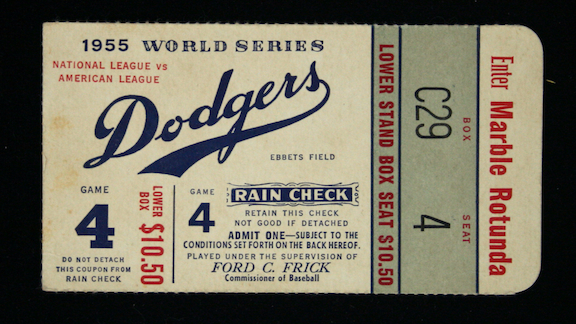 1955 WORLD SERIES
NATIONAL LEAGUE vs
AMERICAN LEAGUE
Dodgers
EBBETS FIELD
GAME
4
DO NOT DETACH
THIS COUPON FROM
RAIN CHECK
LOWER
BOX
$10.50
GAME
4
RAIN CHECK
RETAIN THIS CHECK
NOT GOOD IF DETACHED
ADMIT ONE—SUBJECT TO THE
CONDITIONS SET FORTH ON THE BACK HEREOF.
PLAYED UNDER THE SUPERVISION OF
FORD C. FRICK
Commissioner of Baseball
LOWER STAND BOX SEAT $10.50
C29
BOX
4
SEAT
Enter Marble Rotunda